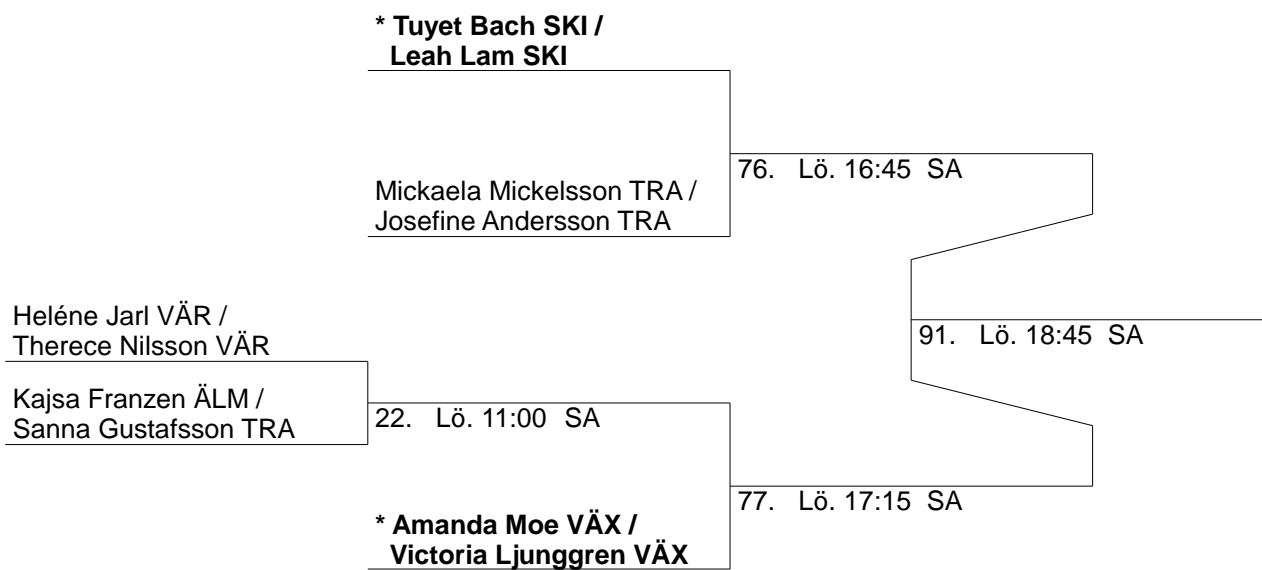 * Tuyet Bach SKI /
Leah Lam SKI
76. Lö. 16:45 SA
Mickaela Mickelsson TRA /
Josefine Andersson TRA
Heléne Jarl VÄR /
Therece Nilsson VÄR
91. Lö. 18:45 SA
Kajsa Franzen ÄLM /
Sanna Gustafsson TRA
22. Lö. 11:00 SA
77. Lö. 17:15 SA
* Amanda Moe VÄX /
Victoria Ljunggren VÄX